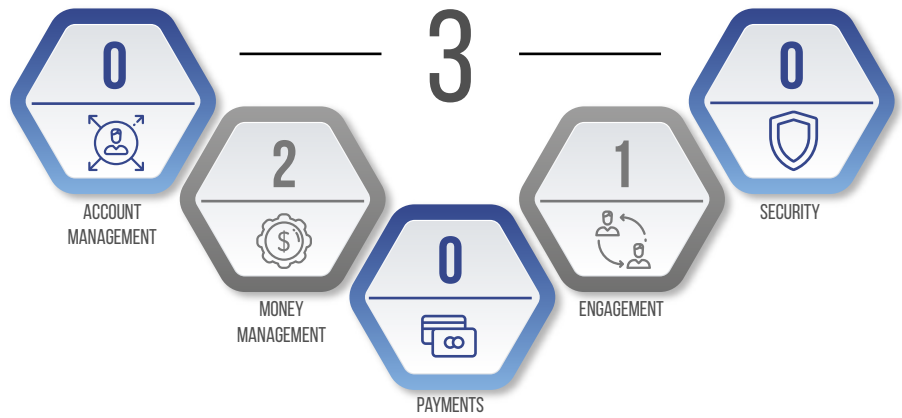 3
0
ACCOUNT
MANAGEMENT
2
$
MONEY
MANAGEMENT
0
PAYMENTS
1
ENGAGEMENT
0
SECURITY